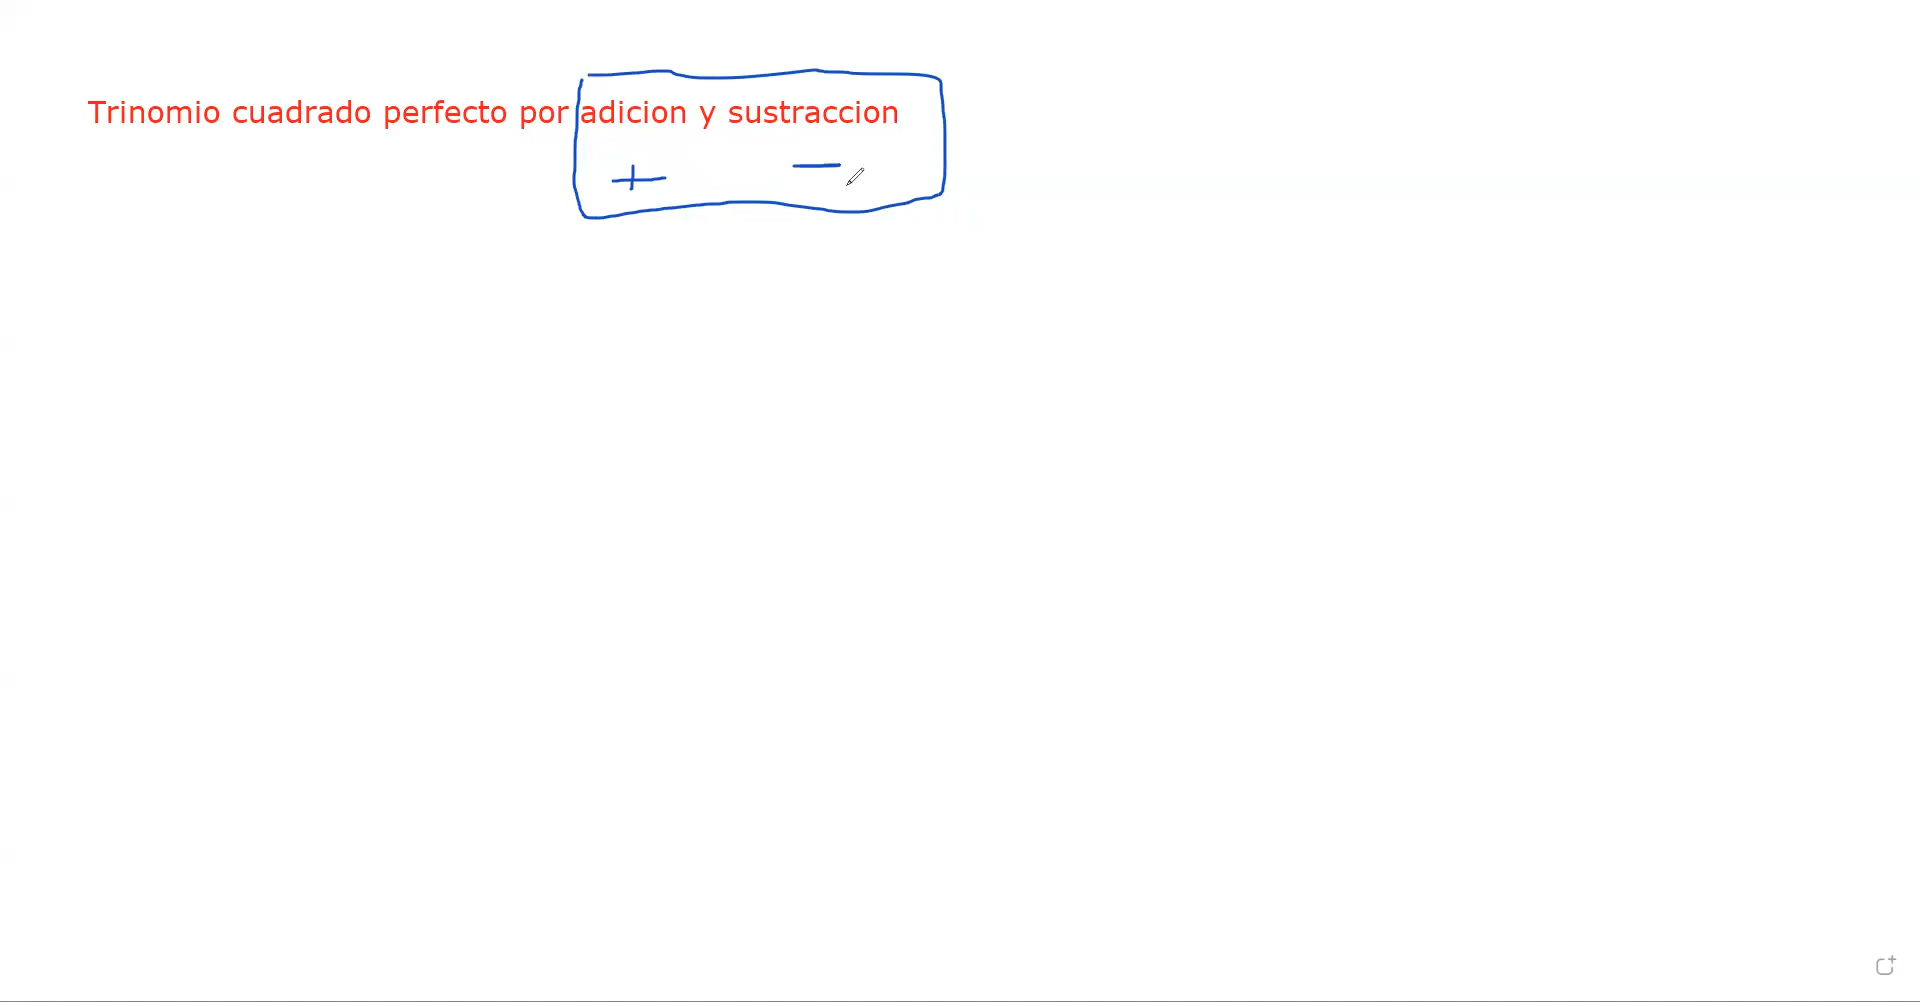 Trinomio cuadrado perfecto por adicion y sustraccion
+ −